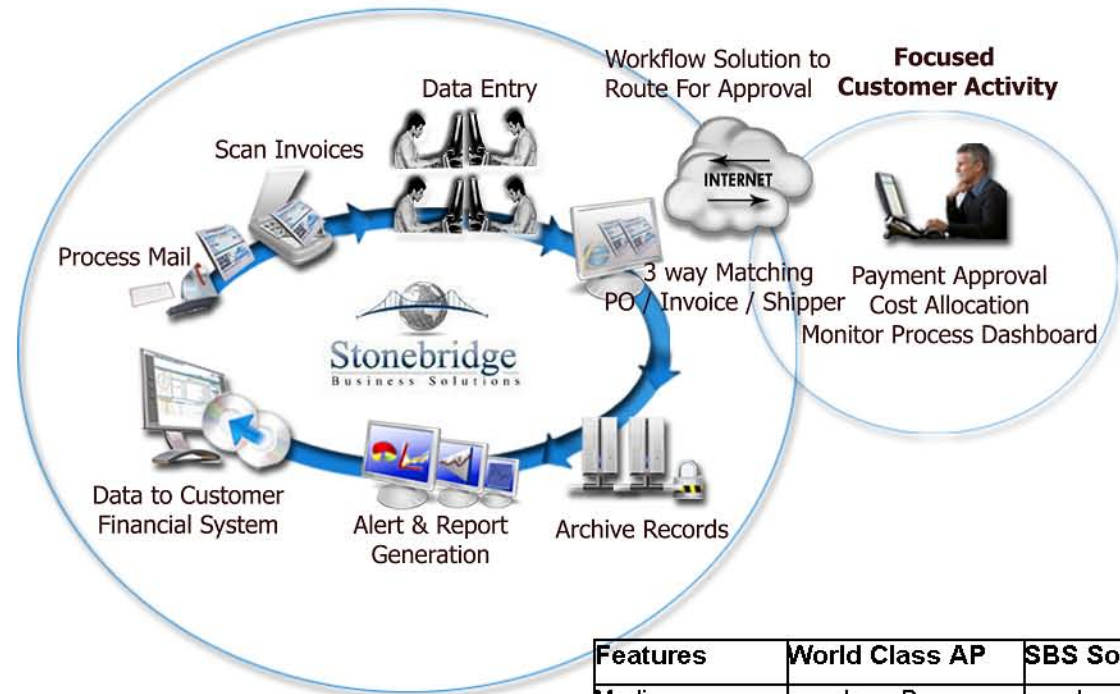 Workflow Solution to
Route For Approval
Focused
Customer Activity
Data Entry
Scan Invoices
INTERNET
Process Mail
3 way Matching
PO / Invoice / Shipper
Payment Approval
Cost Allocation
Monitor Process Dashboard
Stonebridge
Business Solutions
Data to Customer
Financial System
Alert & Report
Generation
Archive Records
Features World Class AP SBS So